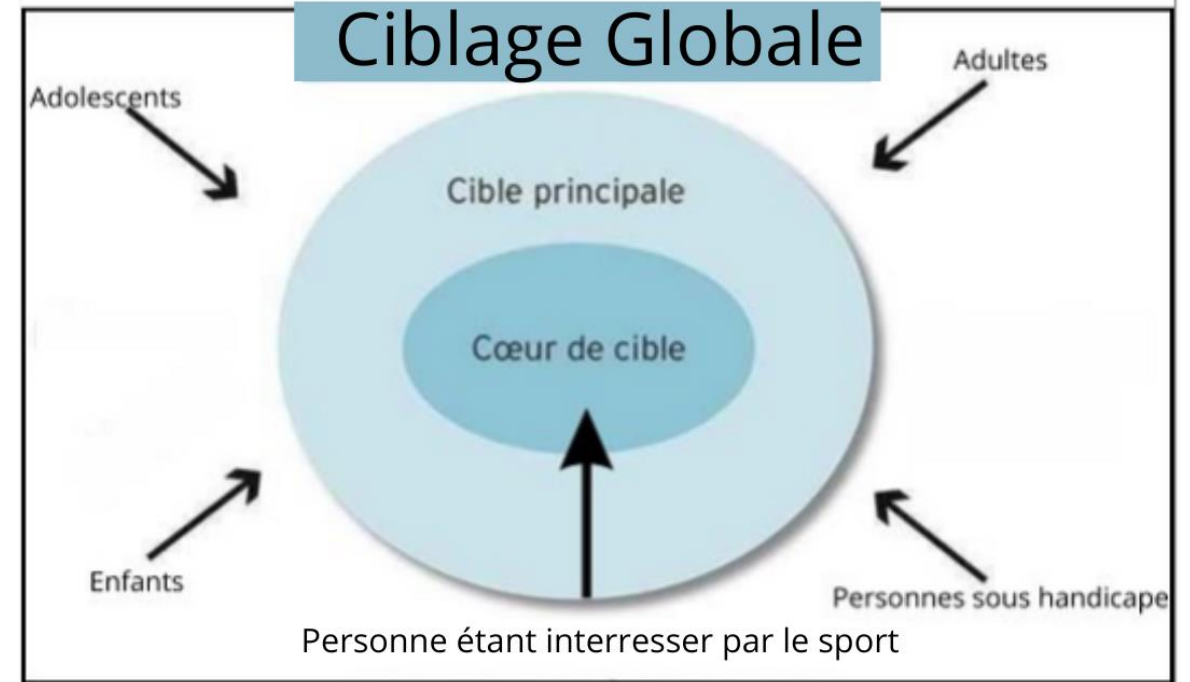 Ciblage Globale
Adultes
Adolescents
Cible principale
Cœur de cible
Enfants
Personnes sous handicape
Personne étant interresser par le sport